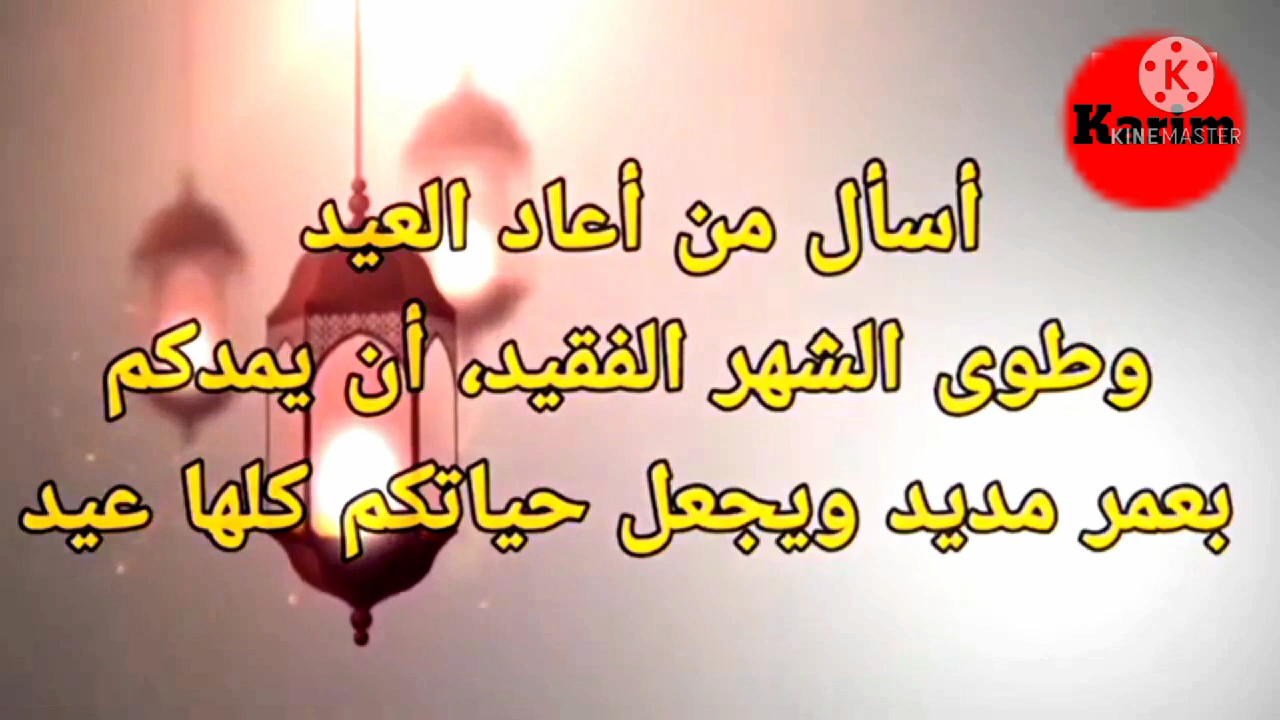 أسأل من أعاد العيد
وطوى الشهر الفقيد، أن يمدكم
بعمر مديد ويجعل حياتكم كلها عيد
K
Karim
KINEMASTER